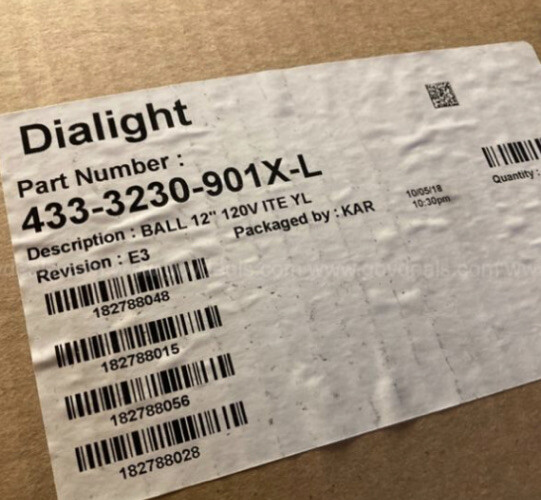 Dialight
Part Number :
433-3230-901X-L
Description : BALL 12" 120V ITE YL
Packaged by : KAR
Revision : E3
10/05/18
10:30pm
Quantity :
182788048
182788015
182788056
182788028